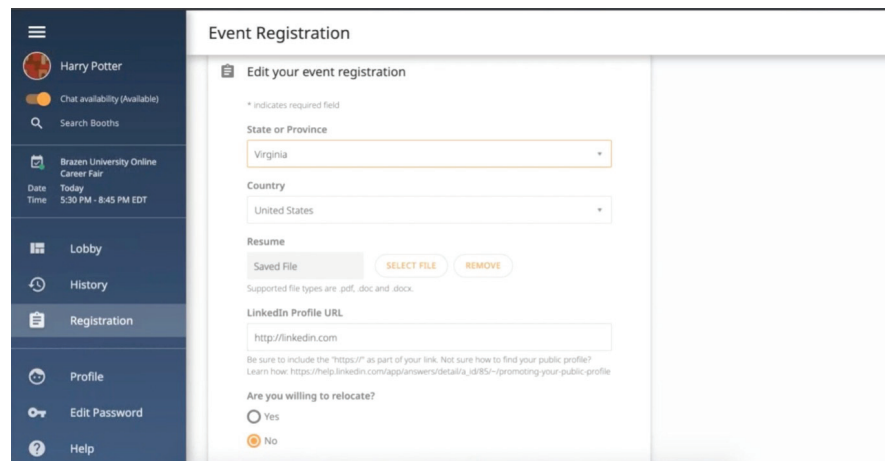 Event Registration
Harry Potter
Chat availability (Available)
Search Booths
Brazen University Online
Career Fair
Date Today
Time 5:30 PM - 8:45 PM EDT
Lobby
History
Registration
Profile
Edit Password
Help
Edit your event registration
* indicates required field
State or Province
Virginia
Country
United States
Resume
Saved File
SELECT FILE
REMOVE
Supported file types are .pdf, .doc and .docx.
LinkedIn Profile URL
http://linkedin.com
Be sure to include the "https://" as part of your link. Not sure how to find your public profile?
Learn how: https://help.linkedin.com/app/answers/detail/a_id/85/~/promoting-your-public-profile
Are you willing to relocate?
Yes
No